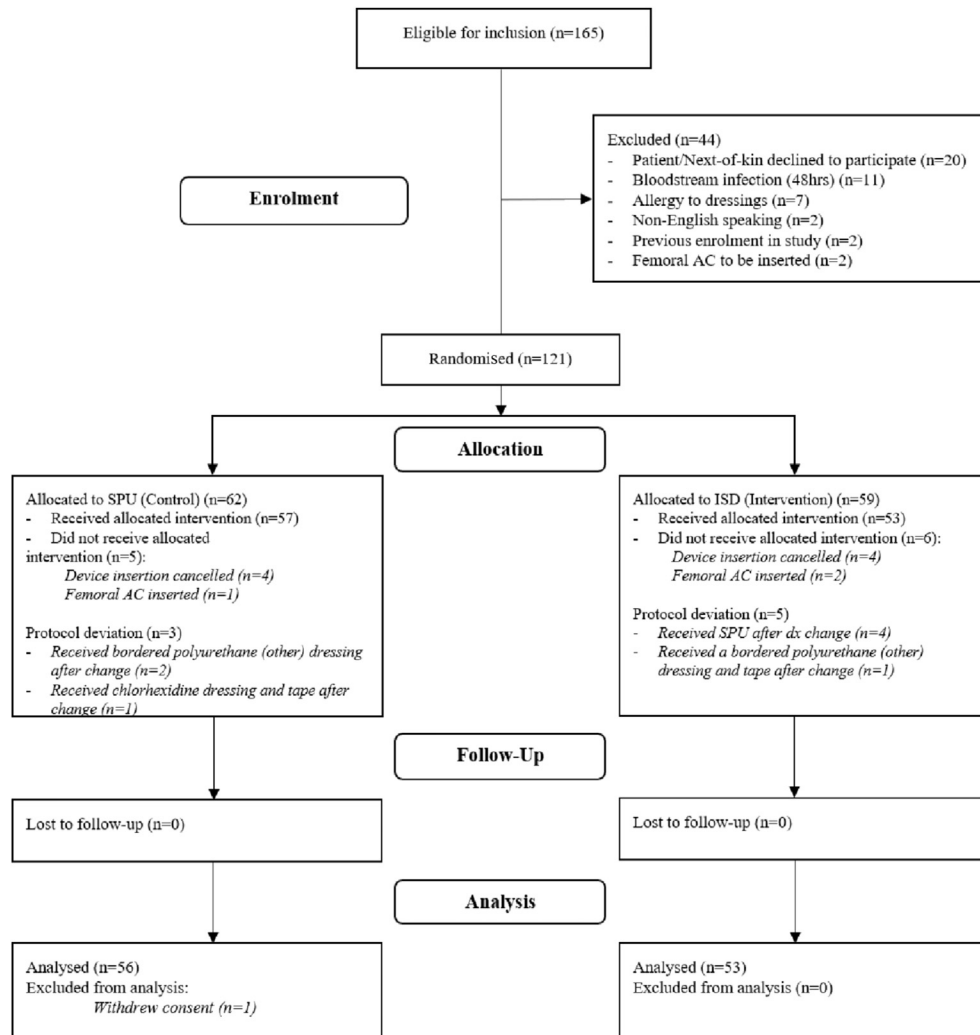 Eligible for inclusion (n=165)
Excluded (n=44)
- Patient/Next-of-kin declined to participate (n=20)
- Bloodstream infection (48hrs) (n=11)
- Allergy to dressings (n=7)
- Non-English speaking (n=2)
- Previous enrolment in study (n=2)
- Femoral AC to be inserted (n=2)
Enrolment
Randomised (n=121)
Allocation
Allocated to SPU (Control) (n=62)
- Received allocated intervention (n=57)
- Did not receive allocated
intervention (n=5):
Device insertion cancelled (n=4)
Femoral AC inserted (n=1)
Protocol deviation (n=3)
- Received bordered polyurethane (other) dressing
after change (n=2)
- Received chlorhexidine dressing and tape after
change (n=1)
Allocated to ISD (Intervention) (n=59)
- Received allocated intervention (n=53)
- Did not receive allocated intervention (n=6):
Device insertion cancelled (n=4)
Femoral AC inserted (n=2)
Protocol deviation (n=5)
- Received SPU after dx change (n=4)
- Received a bordered polyurethane (other)
dressing and tape after change (n=1)
Follow-Up
Lost to follow-up (n=0)
Lost to follow-up (n=0)
Analysis
Analysed (n=56)
Excluded from analysis:
Withdrew consent (n=1)
Analysed (n=53)
Excluded from analysis (n=0)